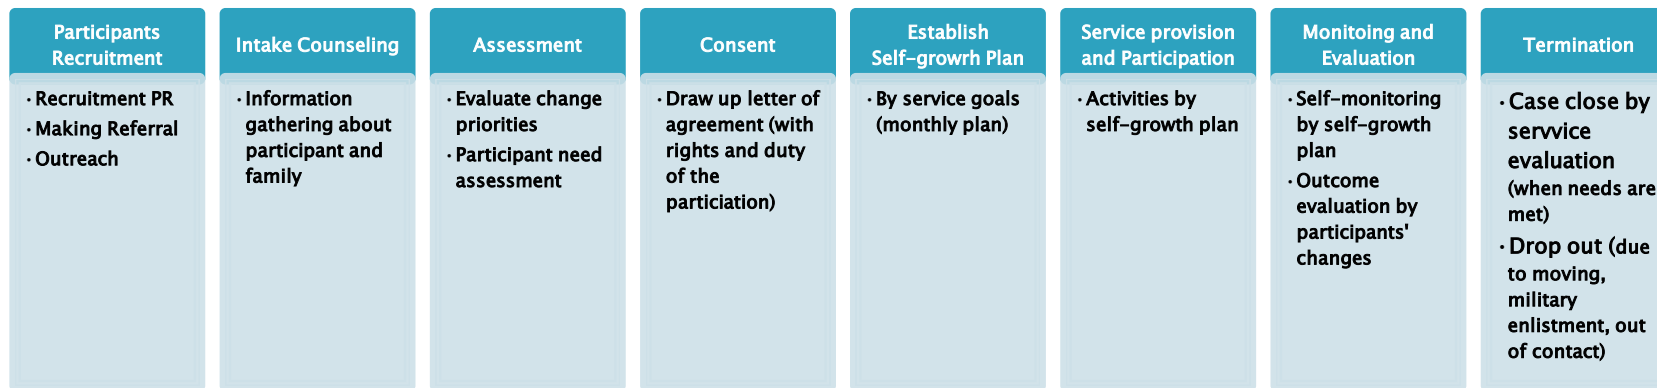 Participants
Recruitment
· Recruitment PR
· Making Referral
· Outreach
Intake Counseling
· Information
gathering about
participant and
family
Assessment
· Evaluate change
priorities
· Participant need
assessment
Consent
· Draw up letter of
agreement (with
rights and duty
of the
particiation)
Establish
Self-growrh Plan
· By service goals
(monthly plan)
Service provision
and Participation
· Activities by
self-growth plan
Monitoing and
Evaluation
· Self-monitoring
by self-growth
plan
· Outcome
evaluation by
participants'
changes
Termination
· Case close by
servvice
evaluation
(when needs are
met)
· Drop out (due
to moving,
military
enlistment, out
of contact)